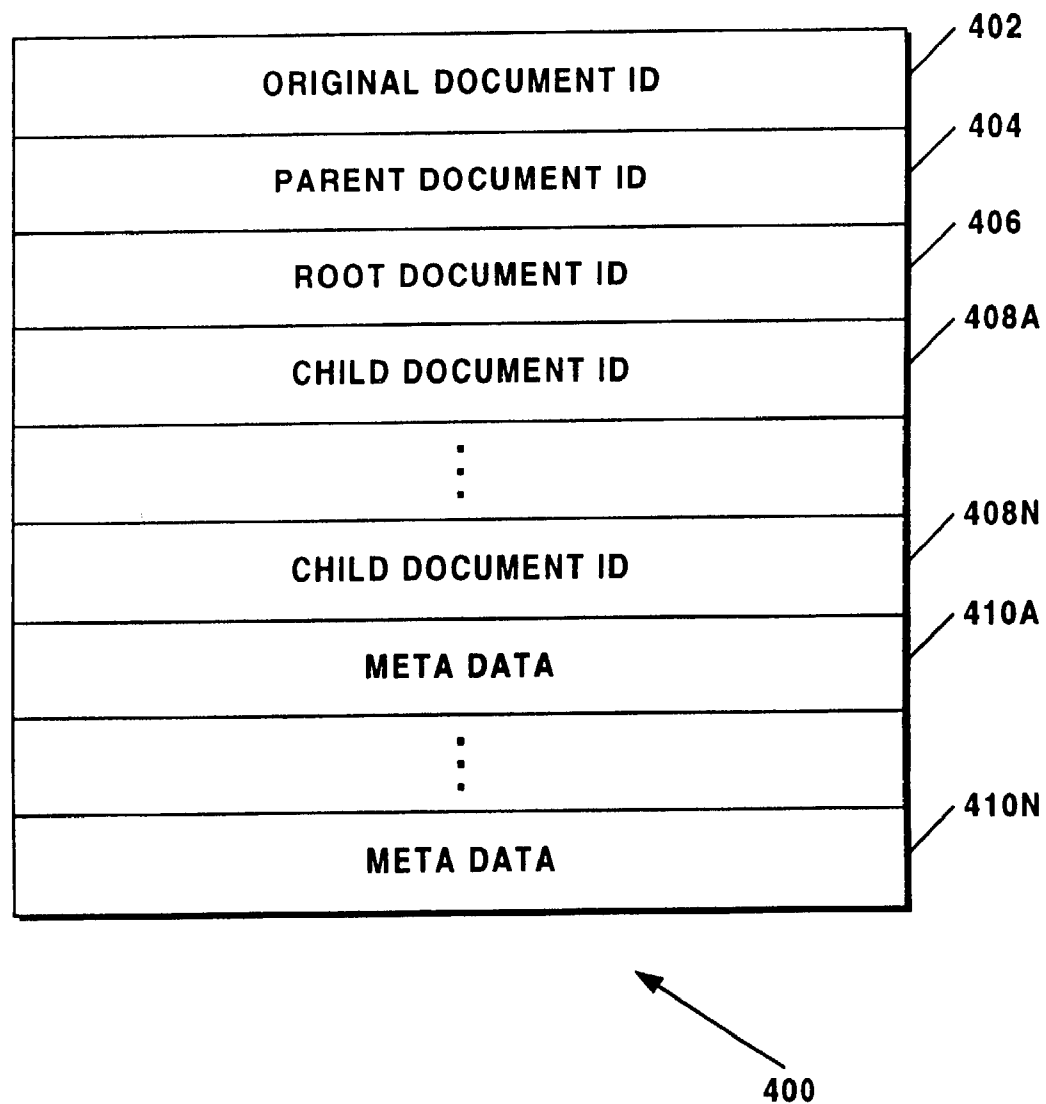 402
ORIGINAL DOCUMENT ID
404
PARENT DOCUMENT ID
406
ROOT DOCUMENT ID
408A
CHILD DOCUMENT ID
408N
CHILD DOCUMENT ID
410A
META DATA
410N
META DATA
400